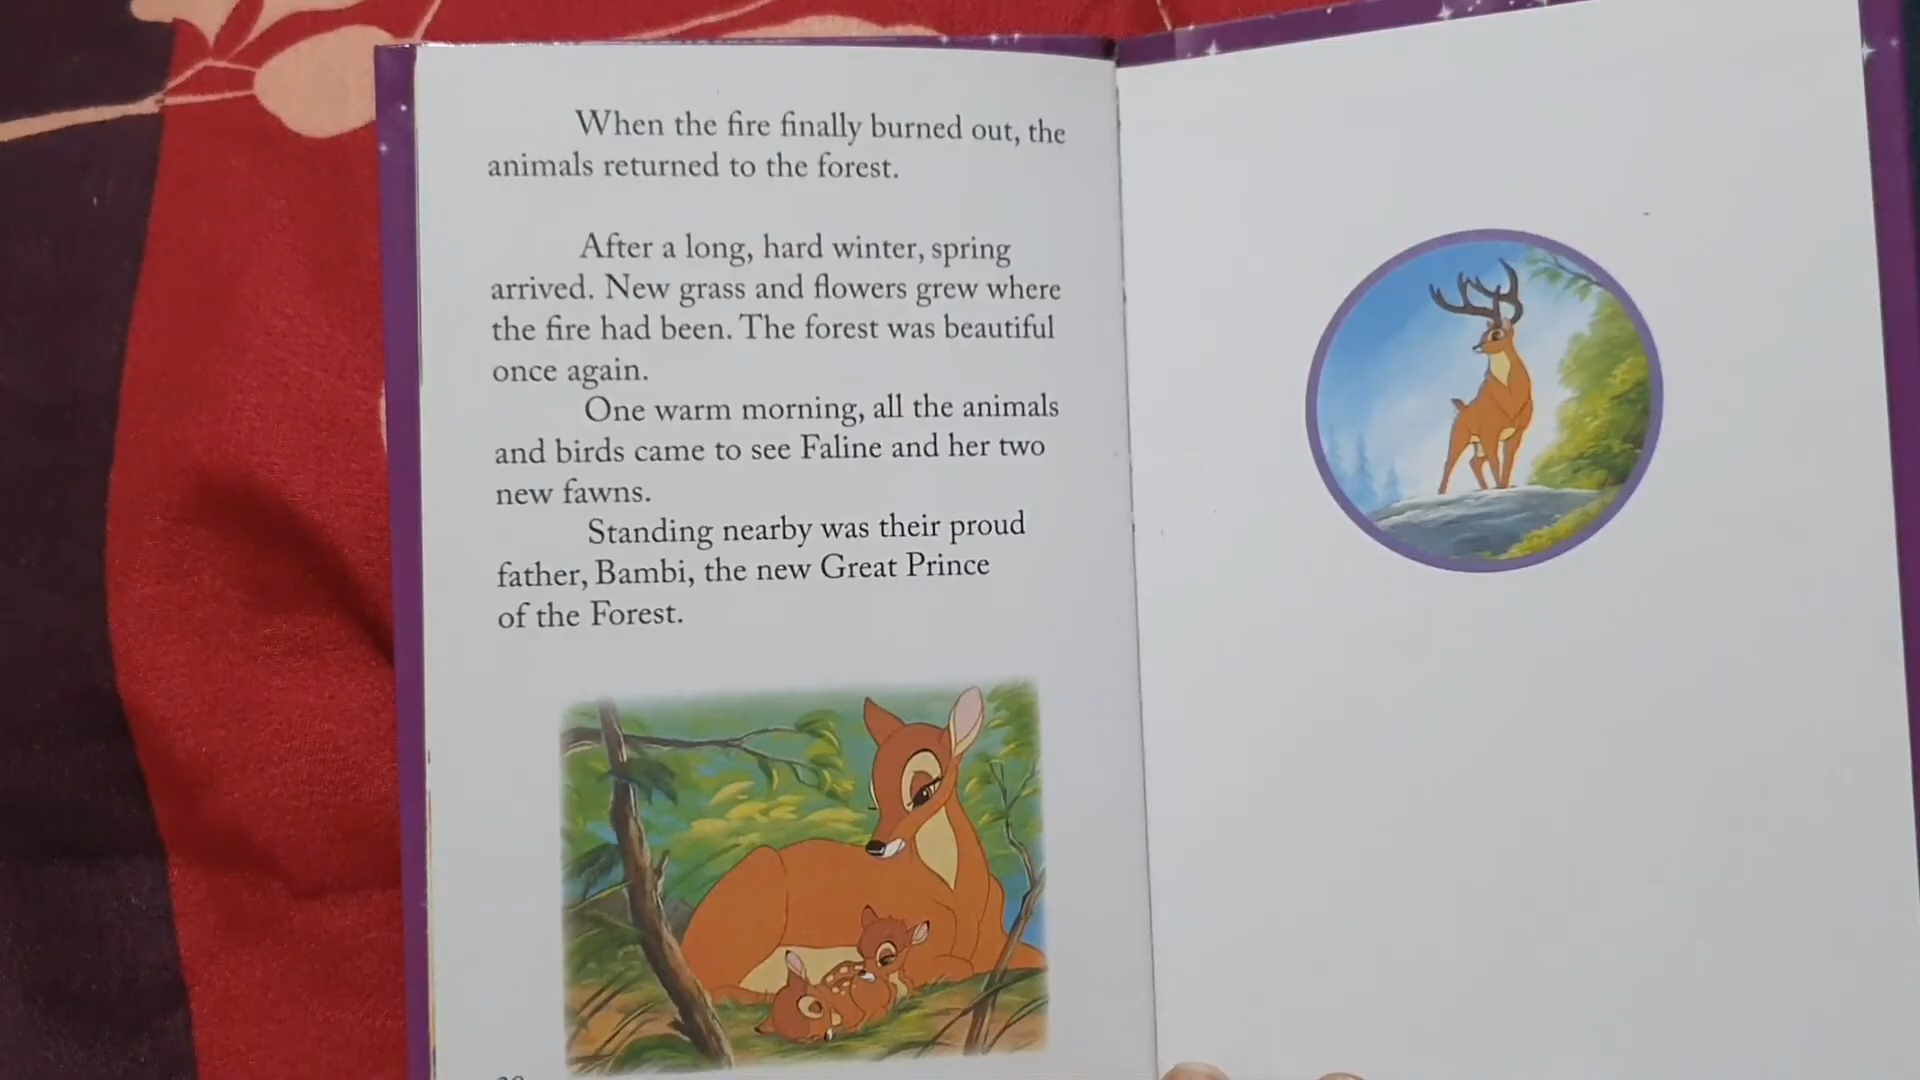 When the fire finally burned out, the
animals returned to the forest.
After a long, hard winter, spring
arrived. New grass and flowers grew where
the fire had been. The forest was beautiful
once again.
One warm morning, all the animals
and birds came to see Faline and her two
new fawns.
Standing nearby was their proud
father, Bambi, the new Great Prince
of the Forest.